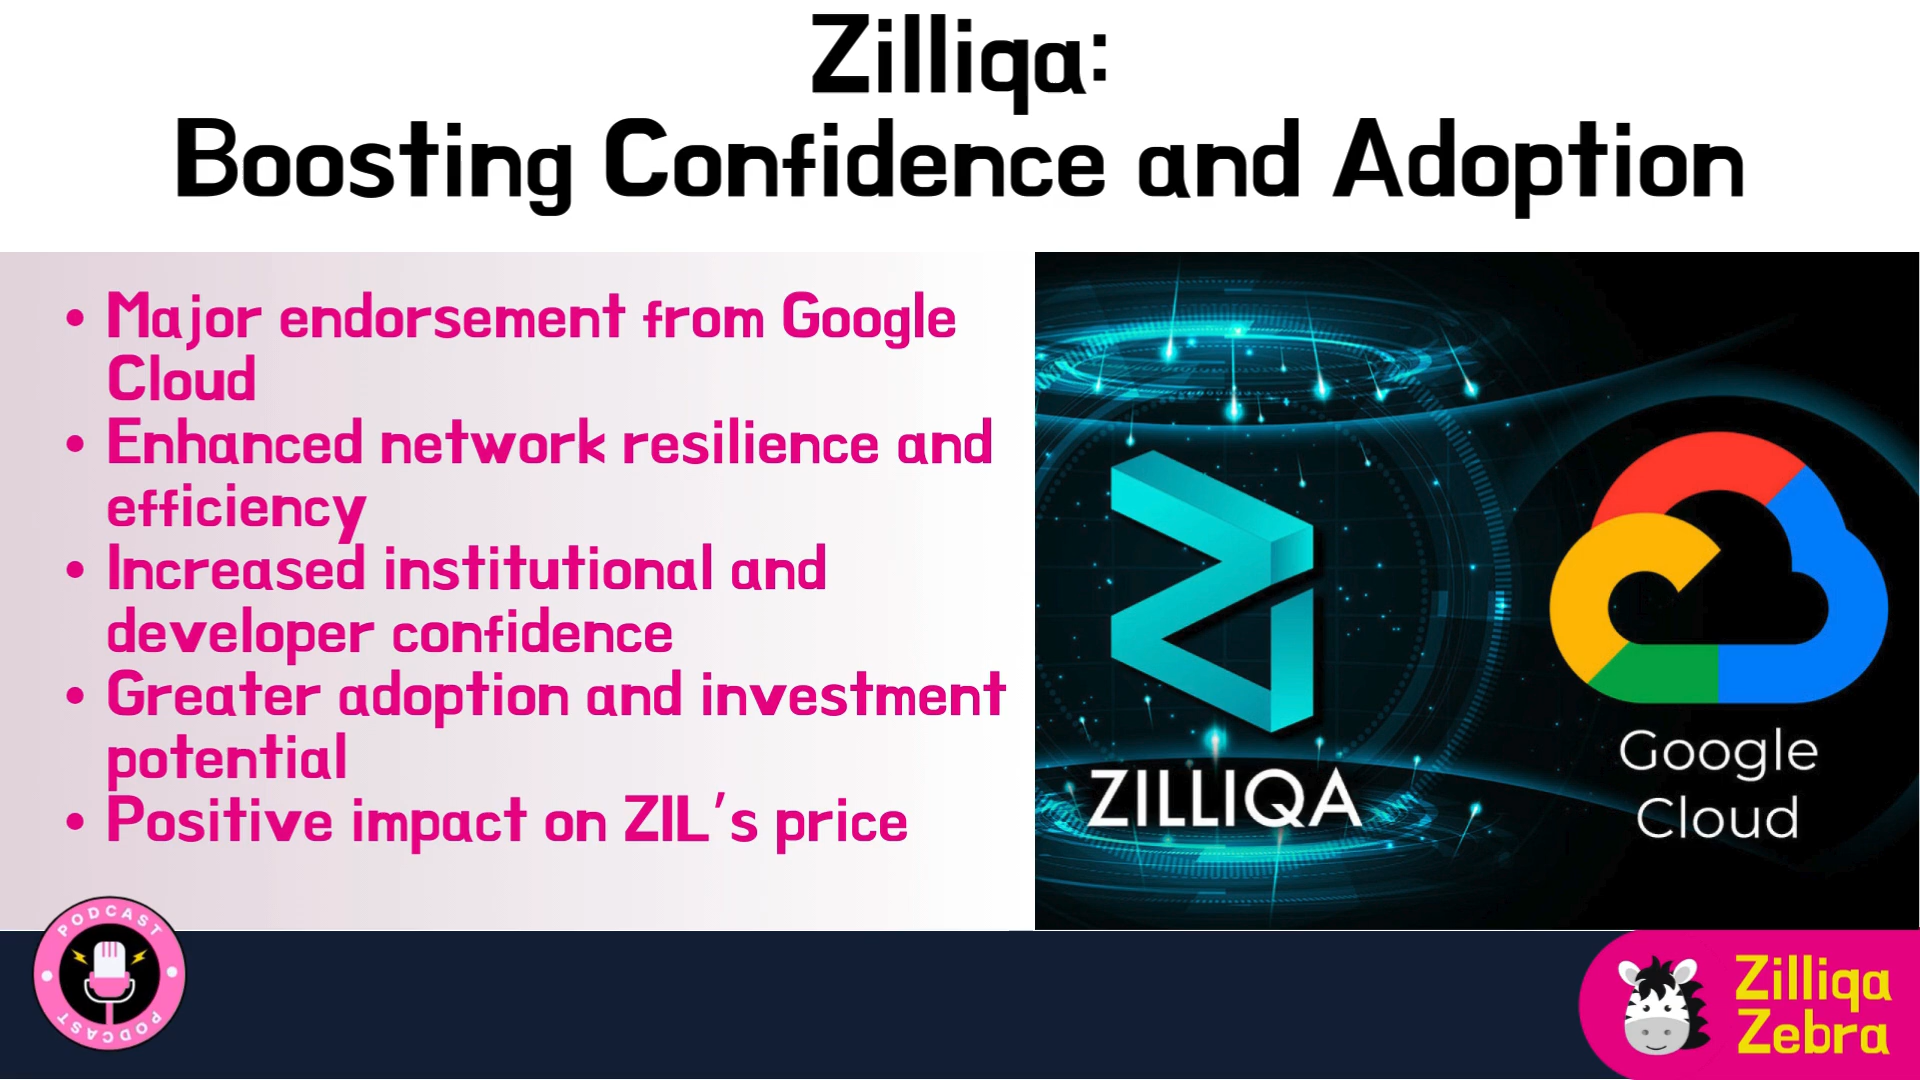 Zilliqa:
Boosting Confidence and Adoption
• Major endorsement from Google
Cloud
• Enhanced network resilience and
efficiency
• Increased institutional and
developer confidence
• Greater adoption and investment
potential
• Positive impact on ZIL's price
ZILLIQA
Google
Cloud
PODCAST
PODCAST
Zilliqa
Zebra